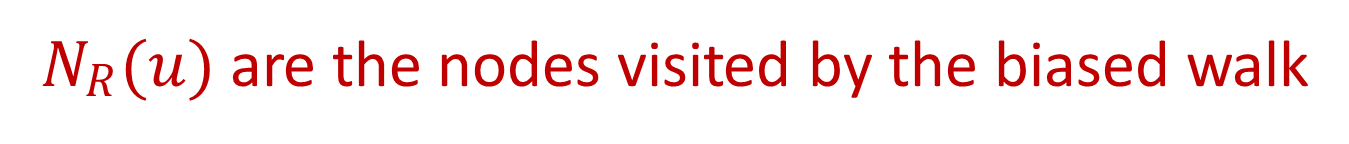 N_R(u) are the nodes visited by the biased walk